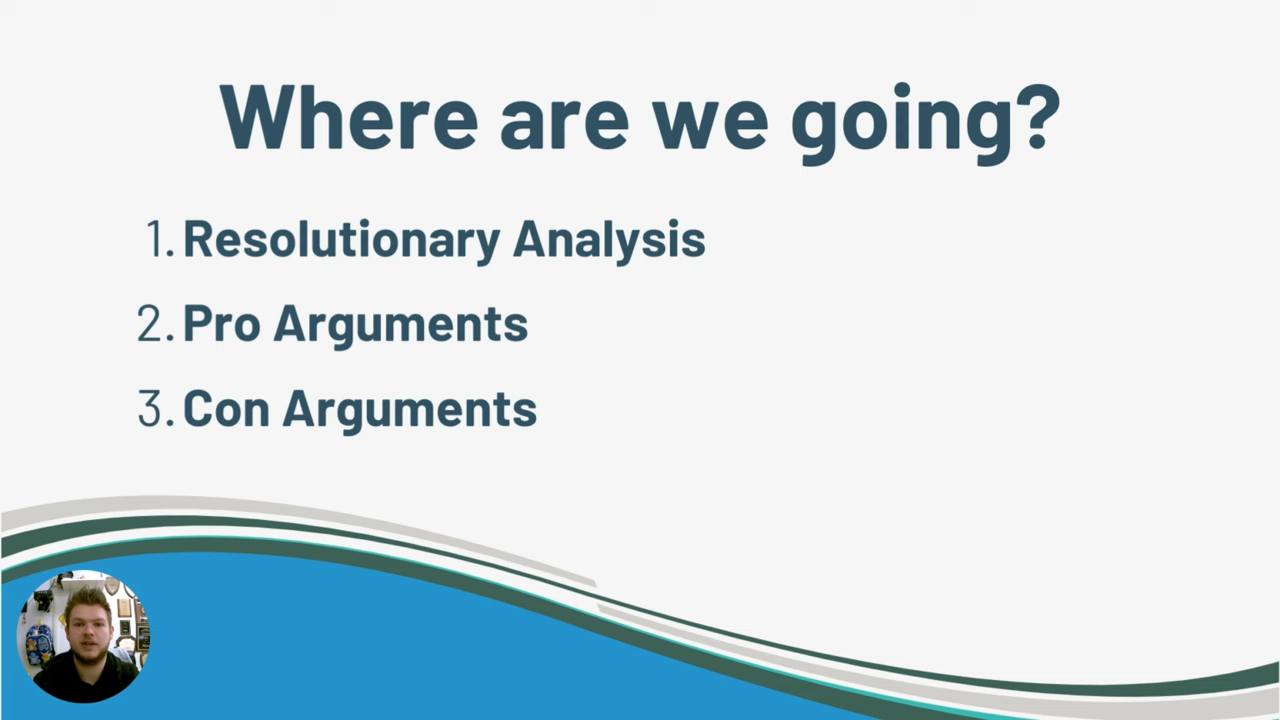 Where are we going?
1. Resolutionary Analysis
2. Pro Arguments
3. Con Arguments